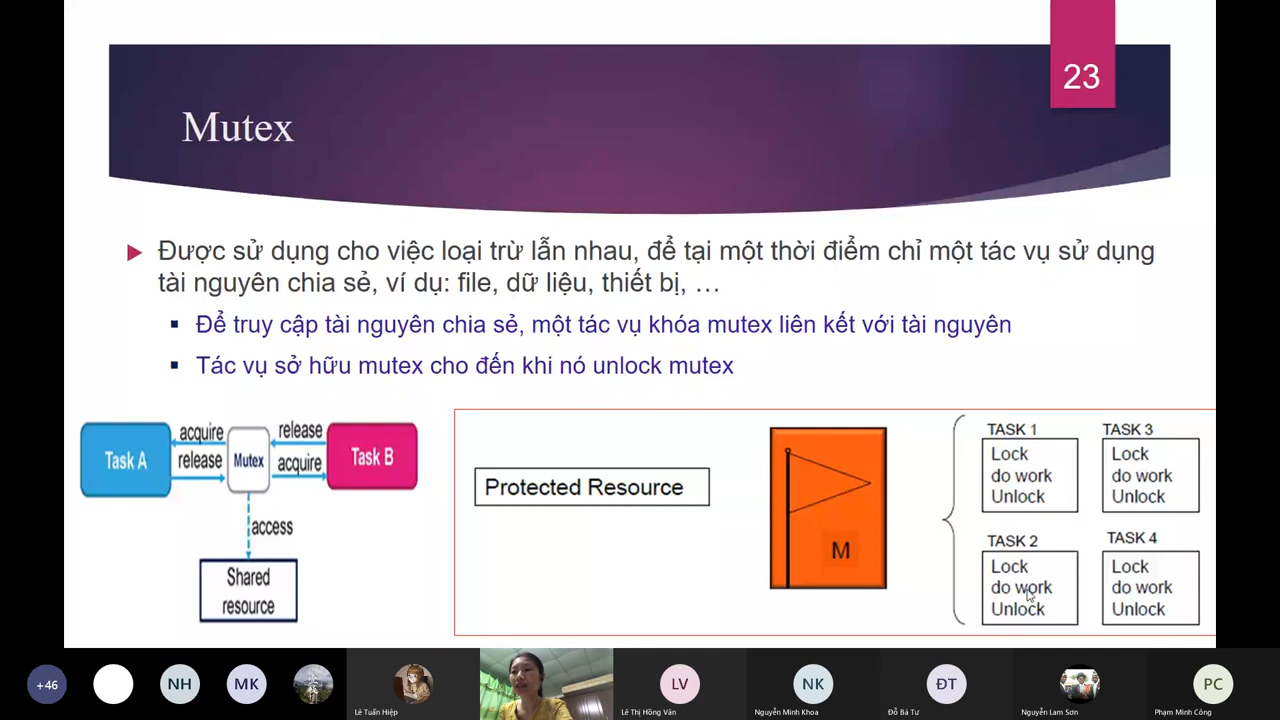 23
Mutex
Được sử dụng cho việc loại trừ lẫn nhau, để tại một thời điểm chỉ một tác vụ sử dụng
tài nguyên chia sẻ, ví dụ: file, dữ liệu, thiết bị, …
Để truy cập tài nguyên chia sẻ, một tác vụ khóa mutex liên kết với tài nguyên
Tác vụ sở hữu mutex cho đến khi nó unlock mutex
Task A
acquire
release
Mutex
release
acquire
Task B
access
Shared
resource
Protected Resource
M
TASK 1
Lock
do work
Unlock
TASK 3
Lock
do work
Unlock
TASK 2
Lock
do work
Unlock
TASK 4
Lock
do work
Unlock
+46
NH
MK
Lê Tuấn Hiệp
LV
Lê Thị Hồng Vân
NK
Nguyễn Minh Khoa
ĐT
Đỗ Bá Tư
Nguyễn Lam Sơn
PC
Phạm Minh Công